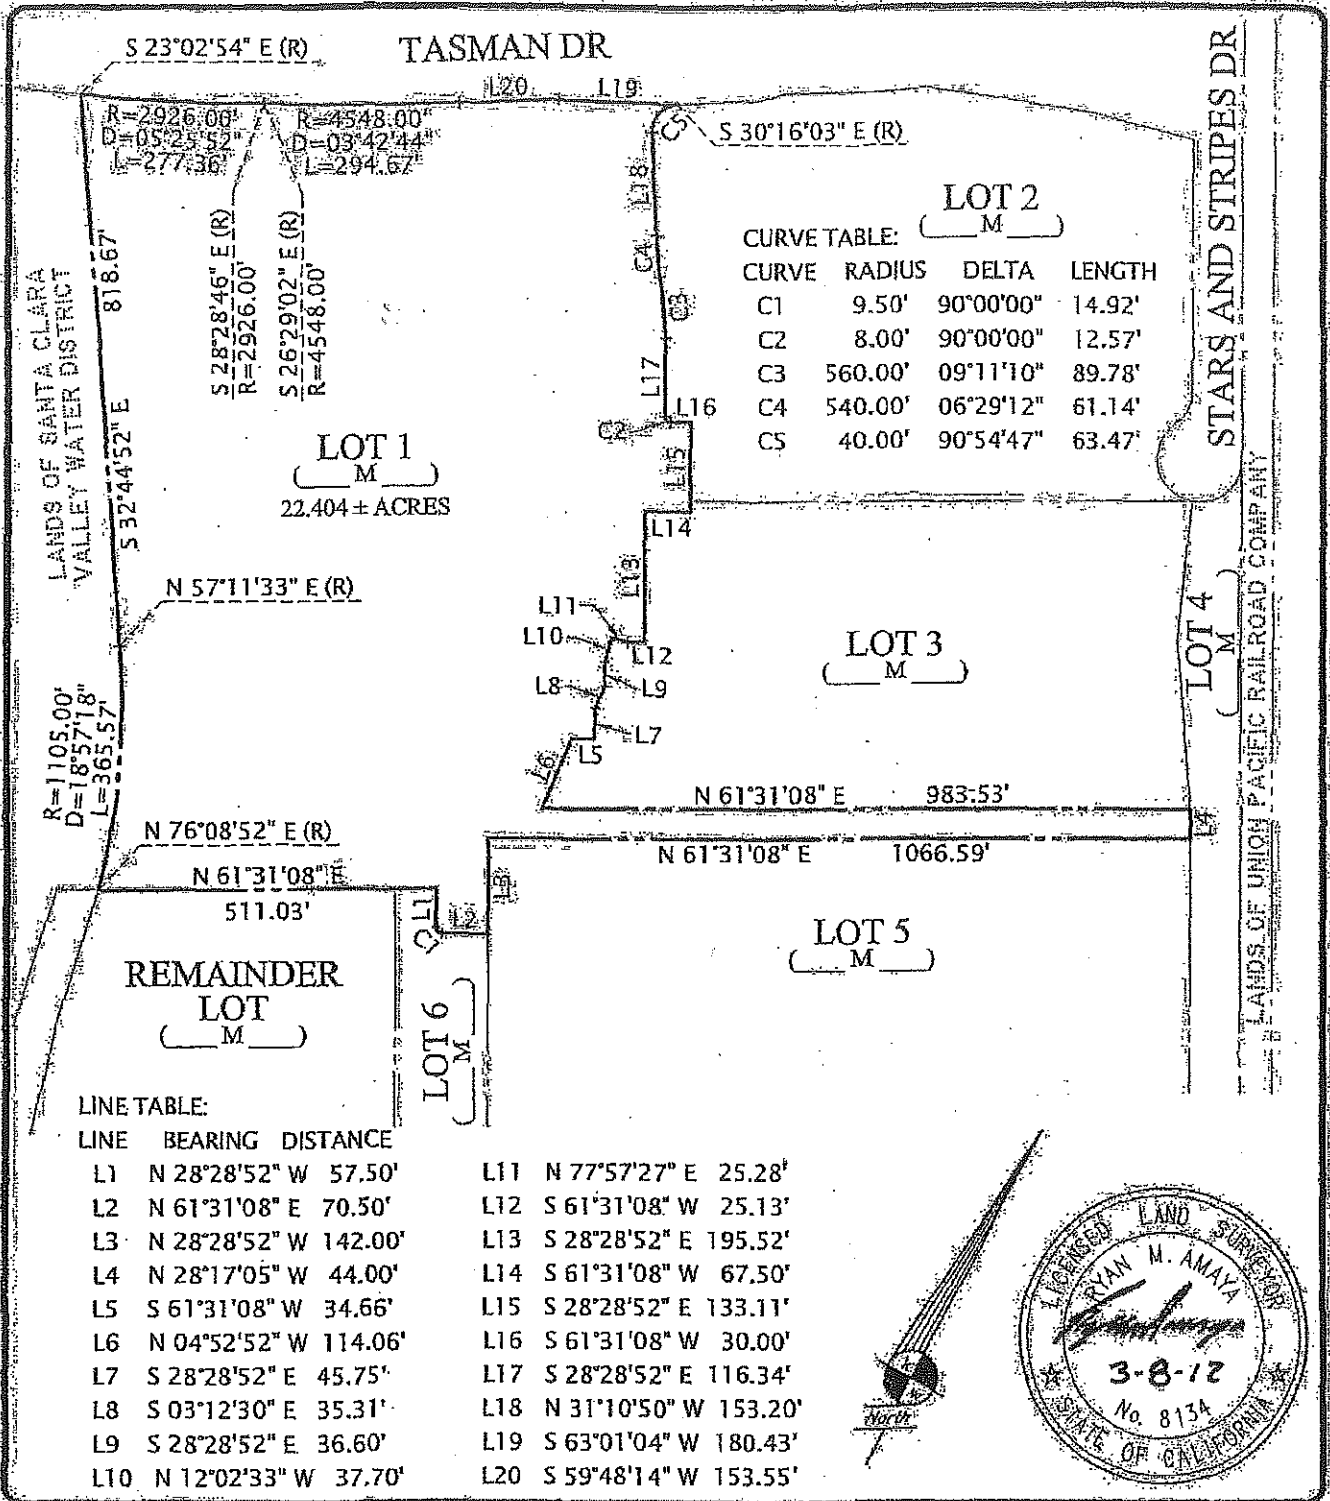 S 23°02'54" E (R)
TASMAN DR
L20
L19
R=2926.00'
D=05°25'52"
L=277.36'
R=4548.00'
D=03°42'44"
L=294.67'
C5
S 30°16'03" E (R)
STARS AND STRIPES DR
L18
LOT 2
(___M___)
CURVE TABLE:
CURVE RADIUS DELTA LENGTH
C1 9.50' 90°00'00" 14.92'
C2 8.00' 90°00'00" 12.57'
C3 560.00' 09°11'10" 89.78'
C4 540.00' 06°29'12" 61.14'
C5 40.00' 90°54'47" 63.47'
LANDS OF SANTA CLARA
VALLEY WATER DISTRICT
818.67'
S 32°44'52" E
S 28°28'46" E (R)
R=2926.00'
S 26°29'02" E (R)
R=4548.00'
C4
C3
L17
L16
C2
L15
LOT 1
(___M___)
22.404 ± ACRES
L14
L13
N 57°11'33" E (R)
L11
L10
L12
L8
L9
L7
L5
L6
LOT 3
(___M___)
LOT 4
(___M___)
LANDS OF UNION PACIFIC RAILROAD COMPANY
R=1105.00'
D=18°57'18"
L=365.57'
N 61°31'08" E 983.53'
L4
N 76°08'52" E (R)
N 61°31'08" E 1066.59'
N 61°31'08" E
511.03'
L1
L2
L3
C1
LOT 5
(___M___)
REMAINDER
LOT
(___M___)
LOT 6
(___M___)
LINE TABLE:
LINE BEARING DISTANCE
L1 N 28°28'52" W 57.50'
L2 N 61°31'08" E 70.50'
L3 N 28°28'52" W 142.00'
L4 N 28°17'05" W 44.00'
L5 S 61°31'08" W 34.66'
L6 N 04°52'52" W 114.06'
L7 S 28°28'52" E 45.75'
L8 S 03°12'30" E 35.31'
L9 S 28°28'52" E 36.60'
L10 N 12°02'33" W 37.70'
L11 N 77°57'27" E 25.28'
L12 S 61°31'08" W 25.13'
L13 S 28°28'52" E 195.52'
L14 S 61°31'08" W 67.50'
L15 S 28°28'52" E 133.11'
L16 S 61°31'08" W 30.00'
L17 S 28°28'52" E 116.34'
L18 N 31°10'50" W 153.20'
L19 S 63°01'04" W 180.43'
L20 S 59°48'14" W 153.55'
North
LICENSED LAND SURVEYOR
RYAN M. AMAYA
3-8-12
No. 8134
STATE OF CALIFORNIA